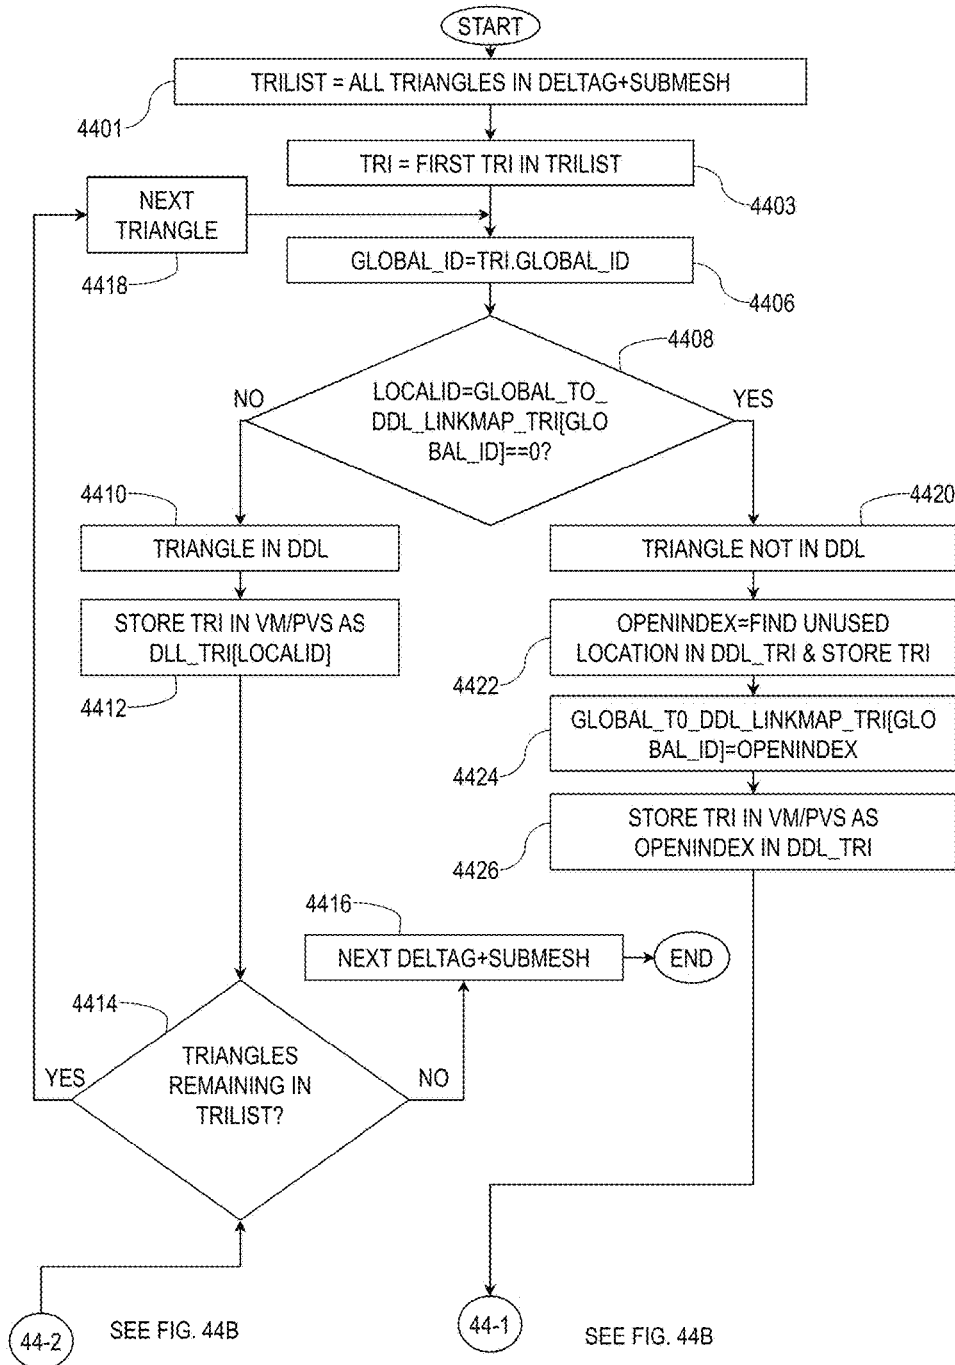 START
TRILIST = ALL TRIANGLES IN DELTAG+SUBMESH
4401
TRI = FIRST TRI IN TRILIST
4403
NEXT
TRIANGLE
4418
GLOBAL_ID=TRI.GLOBAL_ID
4406
4408
LOCALID=GLOBAL_TO_
DDL_LINKMAP_TRI[GLO
BAL_ID]==0?
NO
YES
4410
TRIANGLE IN DDL
4420
TRIANGLE NOT IN DDL
STORE TRI IN VM/PVS AS
DLL_TRI[LOCALID]
4412
OPENINDEX=FIND UNUSED
LOCATION IN DDL_TRI & STORE TRI
4422
GLOBAL_T0_DDL_LINKMAP_TRI[GLO
BAL_ID]=OPENINDEX
4424
STORE TRI IN VM/PVS AS
OPENINDEX IN DDL_TRI
4426
4416
NEXT DELTAG+SUBMESH
END
4414
TRIANGLES
REMAINING IN
TRILIST?
YES
NO
44-2
SEE FIG. 44B
44-1
SEE FIG. 44B